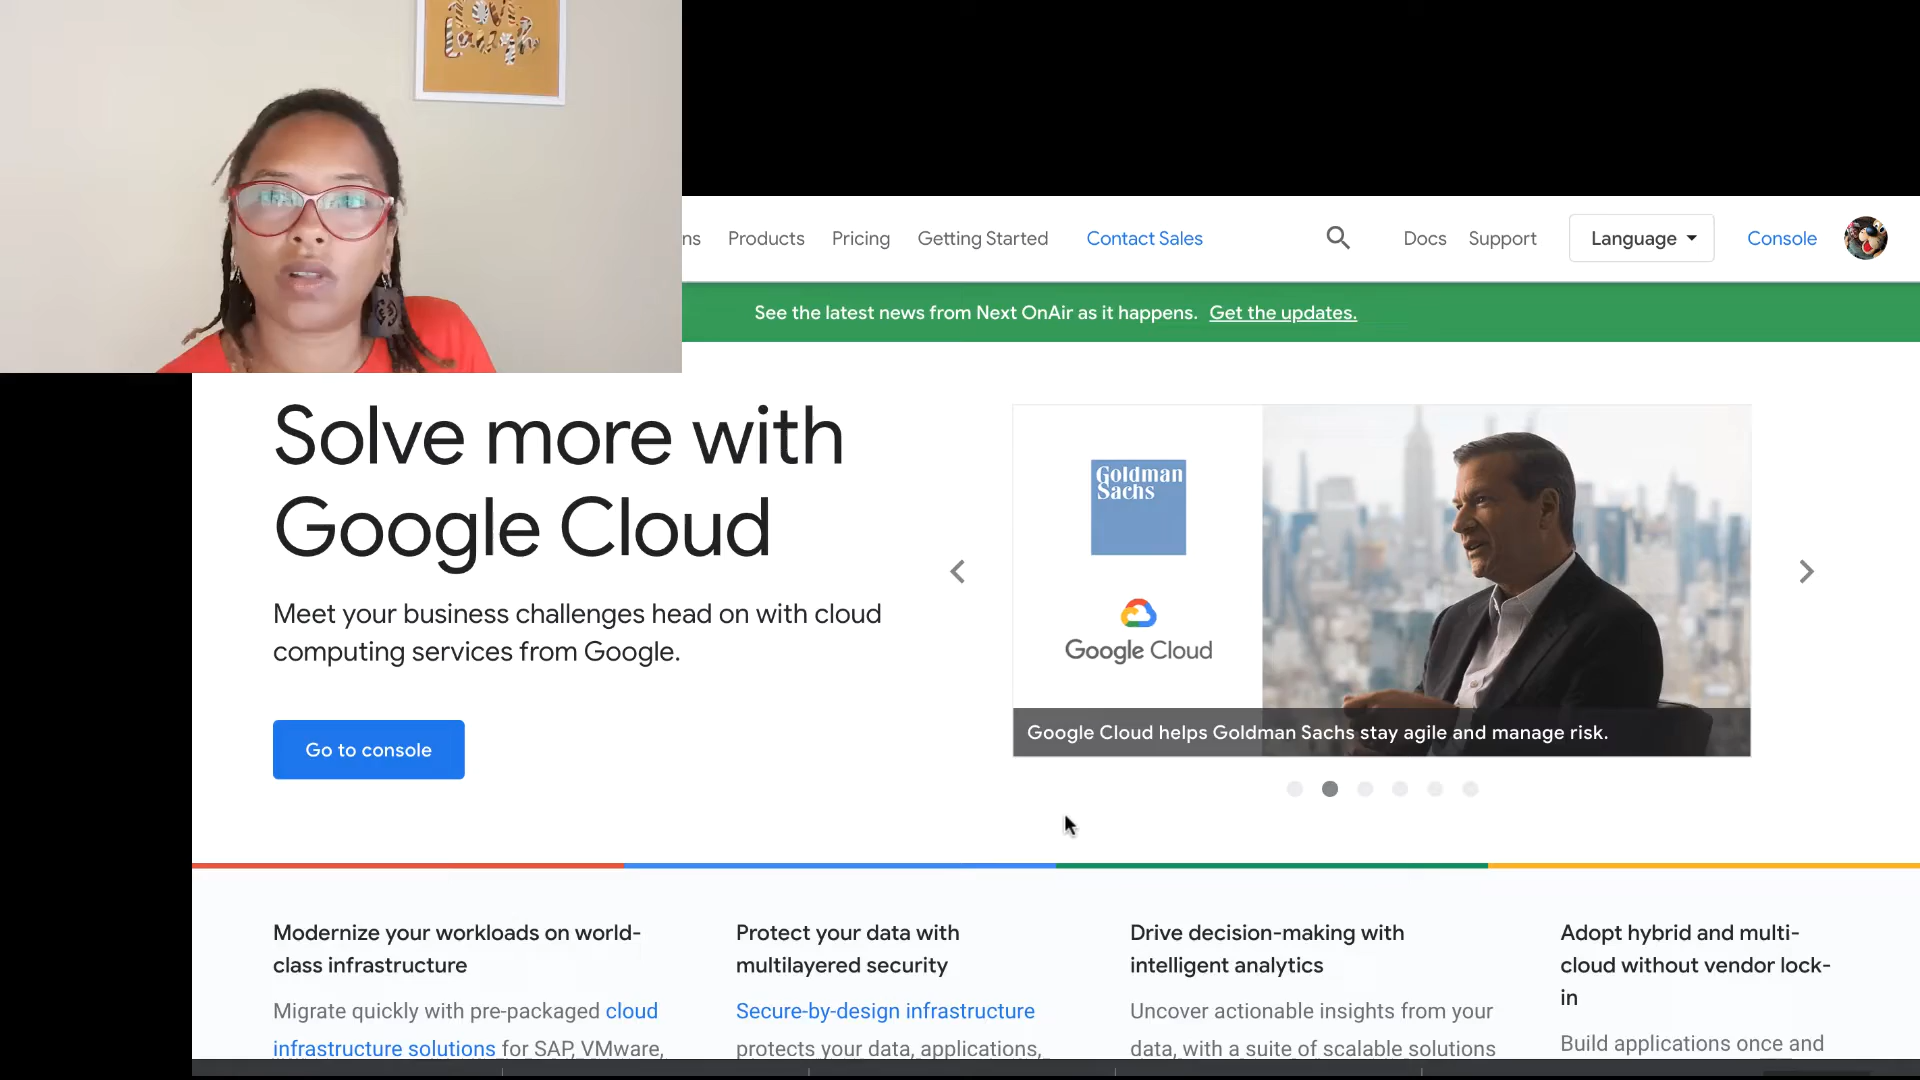 Laugh
ns
Products
Pricing
Getting Started
Contact Sales
Docs
Support
Language
Console
See the latest news from Next OnAir as it happens. Get the updates.
Solve more with
Google Cloud
Meet your business challenges head on with cloud
computing services from Google.
Go to console
Goldman
Sachs
Google Cloud
Google Cloud helps Goldman Sachs stay agile and manage risk.
Modernize your workloads on world-
class infrastructure
Migrate quickly with pre-packaged cloud
infrastructure solutions for SAP, VMware,
Protect your data with
multilayered security
Secure-by-design infrastructure
protects your data, applications,
Drive decision-making with
intelligent analytics
Uncover actionable insights from your
data, with a suite of scalable solutions
Adopt hybrid and multi-
cloud without vendor lock-
in
Build applications once and